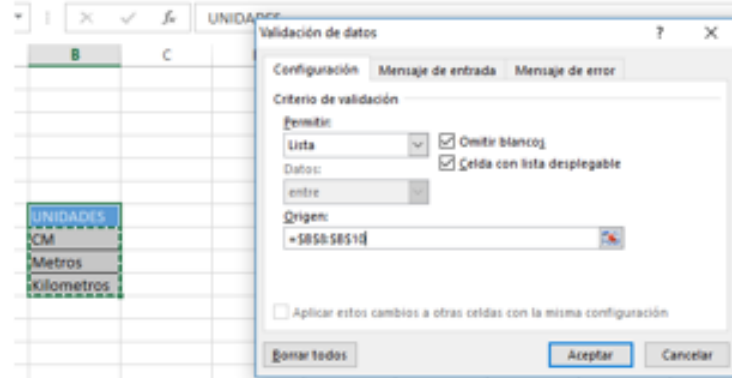 fx UNIDADES
Validación de datos ? X
B C
Configuración Mensaje de entrada Mensaje de error
Criterio de validación
Permitir:
Lista
Omitir blancos
Celda con lista desplegable
Datos:
entre
Origen:
=$B$8:$B$10
UNIDADES
CM
Metros
Kilometros
Aplicar estos cambios a otras celdas con la misma configuración
Borrar todos Aceptar Cancelar